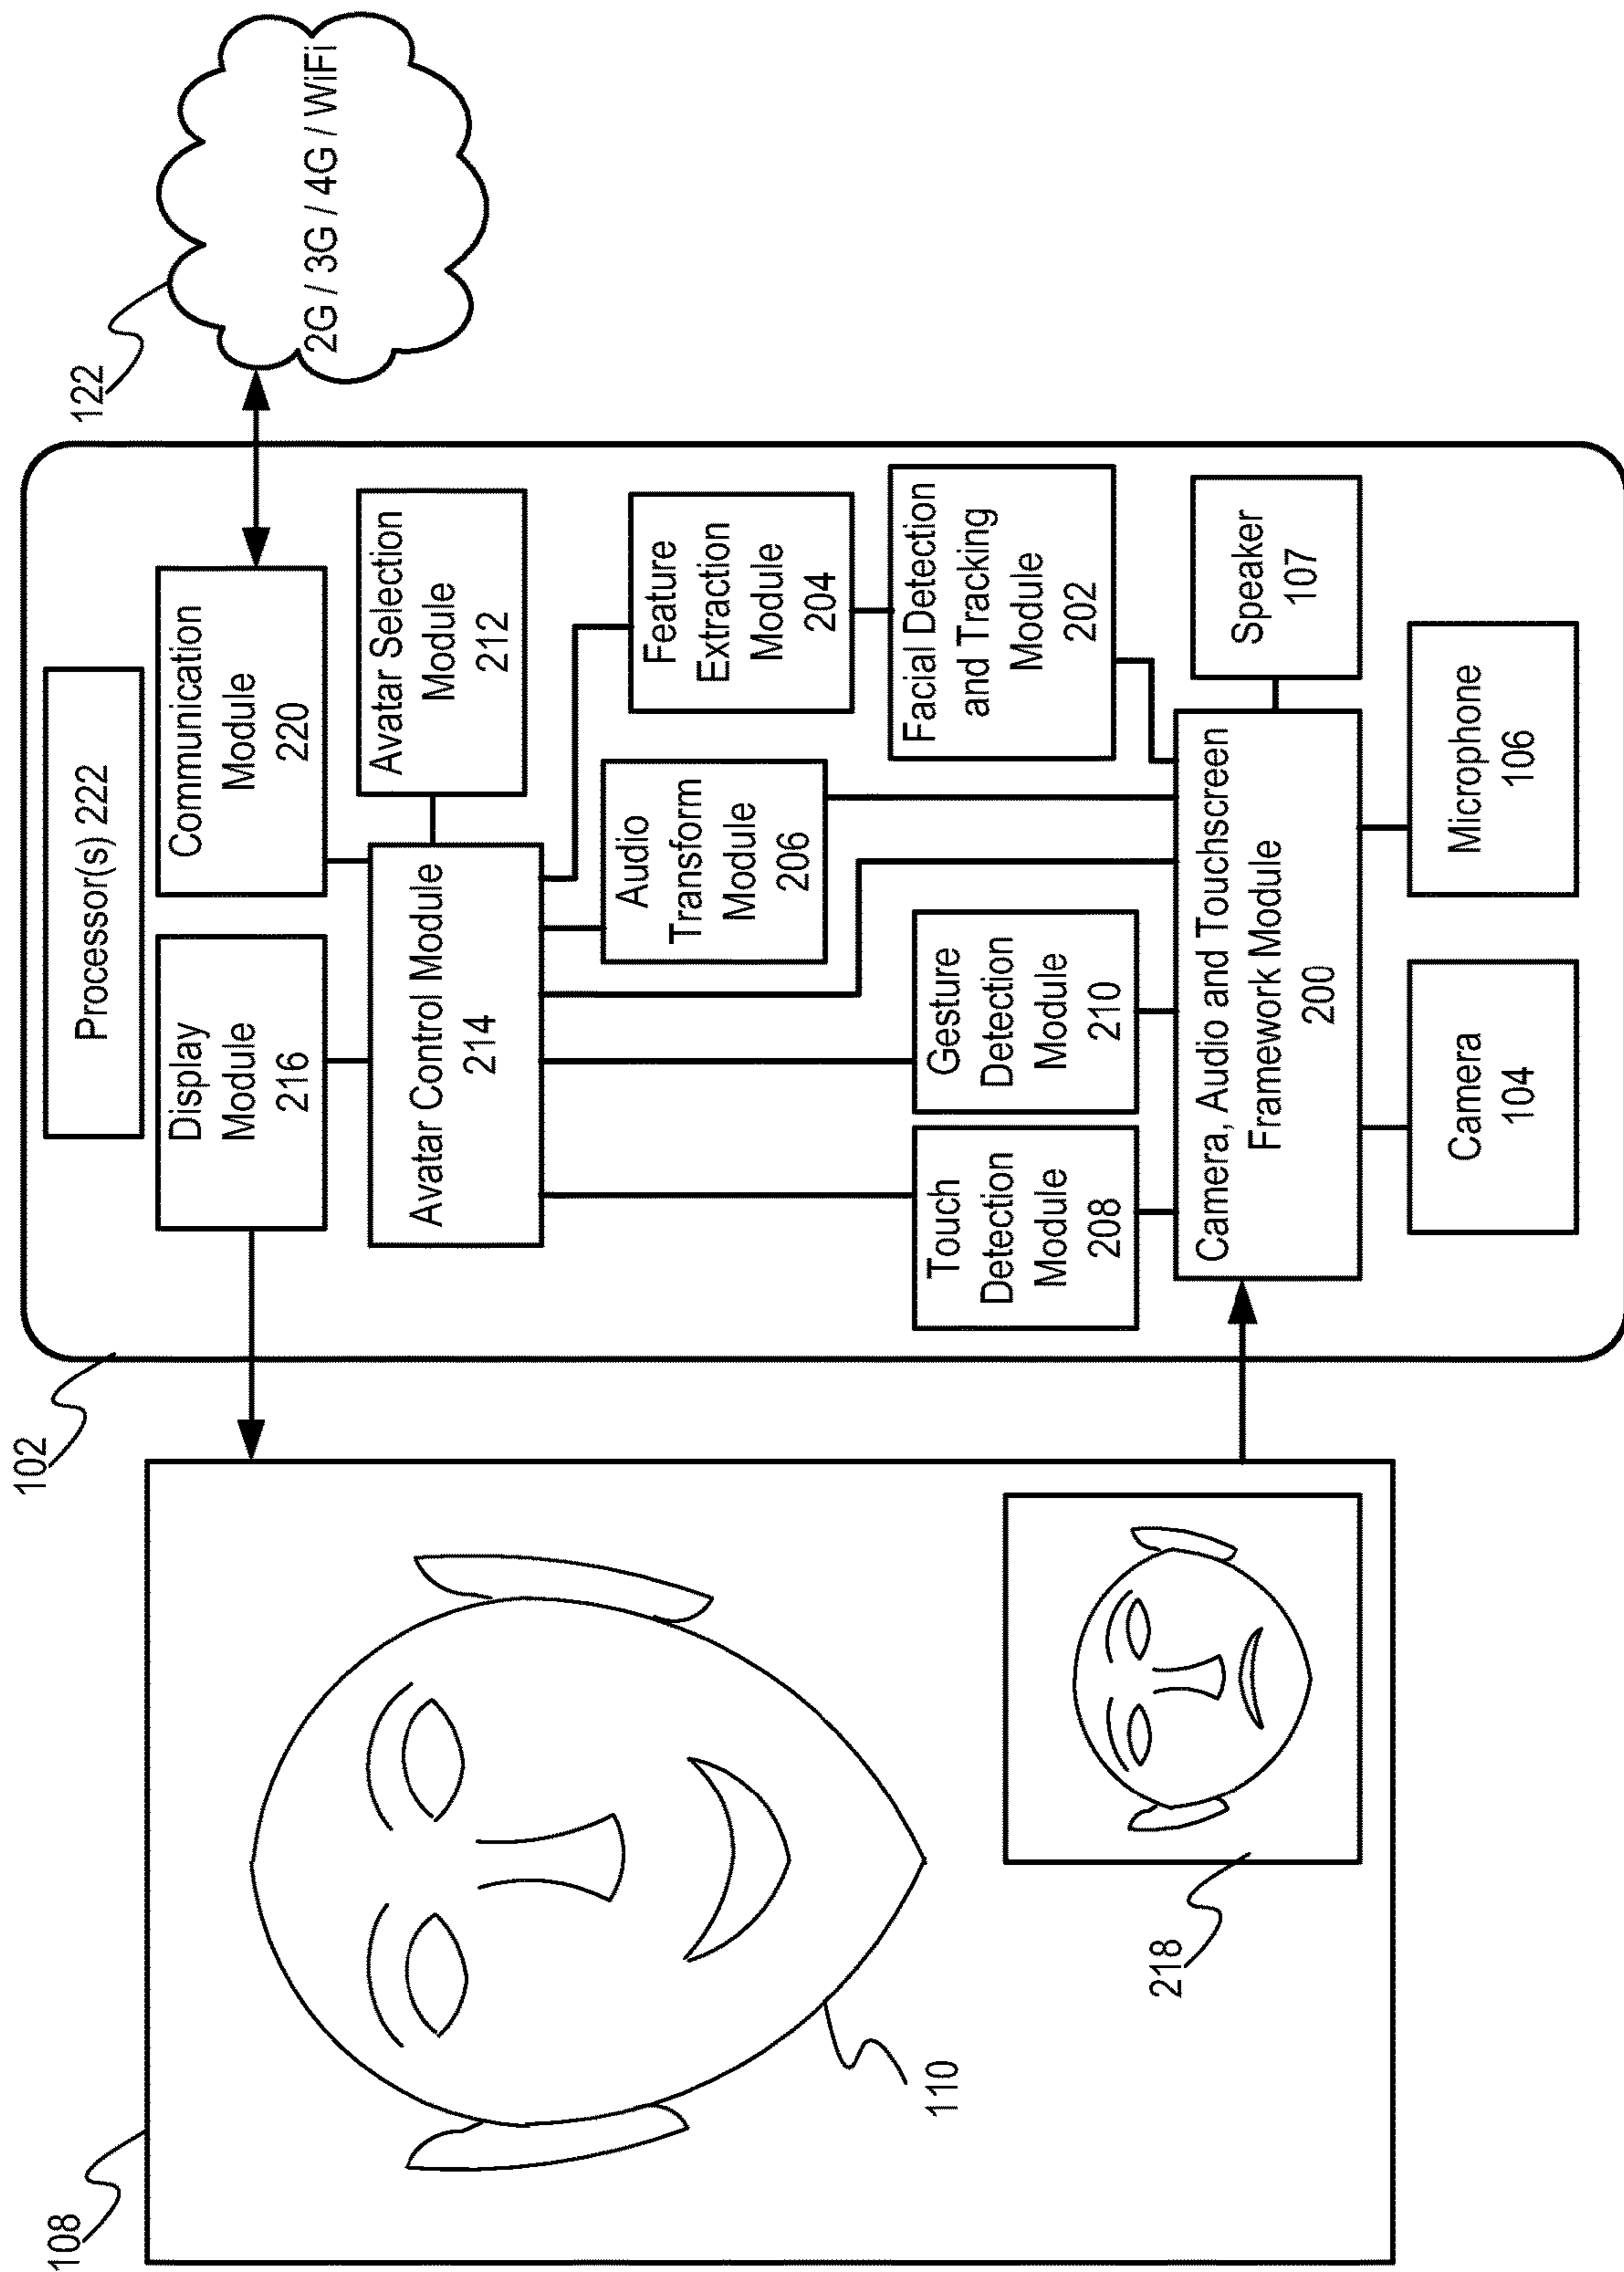 108
110
218
102
122
2G / 3G / 4G / WiFi
Processor(s) 222
Display
Module
216
Communication
Module
220
Avatar Control Module
214
Avatar Selection
Module
212
Feature
Extraction
Module
204
Audio
Transform
Module
206
Touch
Detection
Module
208
Gesture
Detection
Module
210
Facial Detection
and Tracking
Module
202
Camera, Audio and Touchscreen
Framework Module
200
Speaker
107
Camera
104
Microphone
106